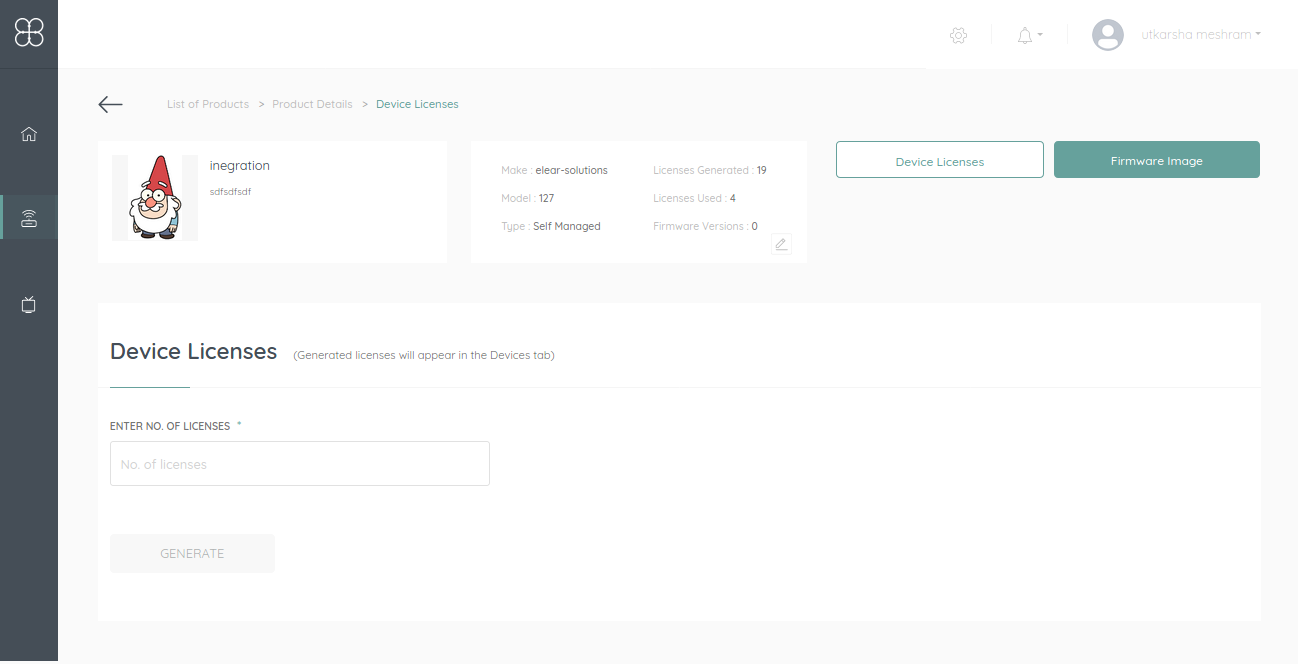 utkarsha meshram
List of Products > Product Details > Device Licenses
inegration
sdfsdfsdf
Make : elear-solutions
Licenses Generated : 19
Model : 127
Licenses Used : 4
Type : Self Managed
Firmware Versions : 0
Device Licenses
Firmware Image
Device Licenses (Generated licenses will appear in the Devices tab)
ENTER NO. OF LICENSES *
No. of licenses
GENERATE